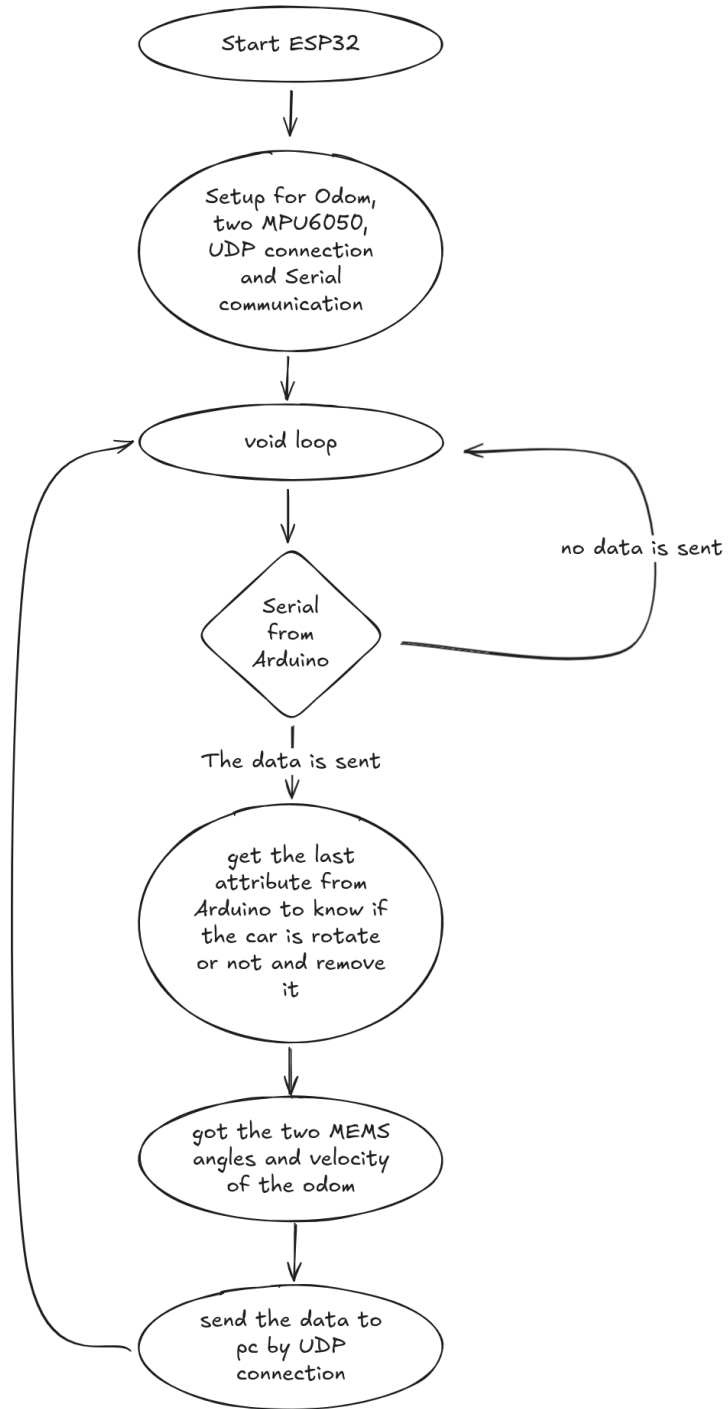 Start ESP32
Setup for Odom,
two MPU6050,
UDP connection
and Serial
communication
void loop
no data is sent
Serial
from
Arduino
The data is sent
get the last
attribute from
Arduino to know if
the car is rotate
or not and remove
it
got the two MEMS
angles and velocity
of the odom
send the data to
pc by UDP
connection